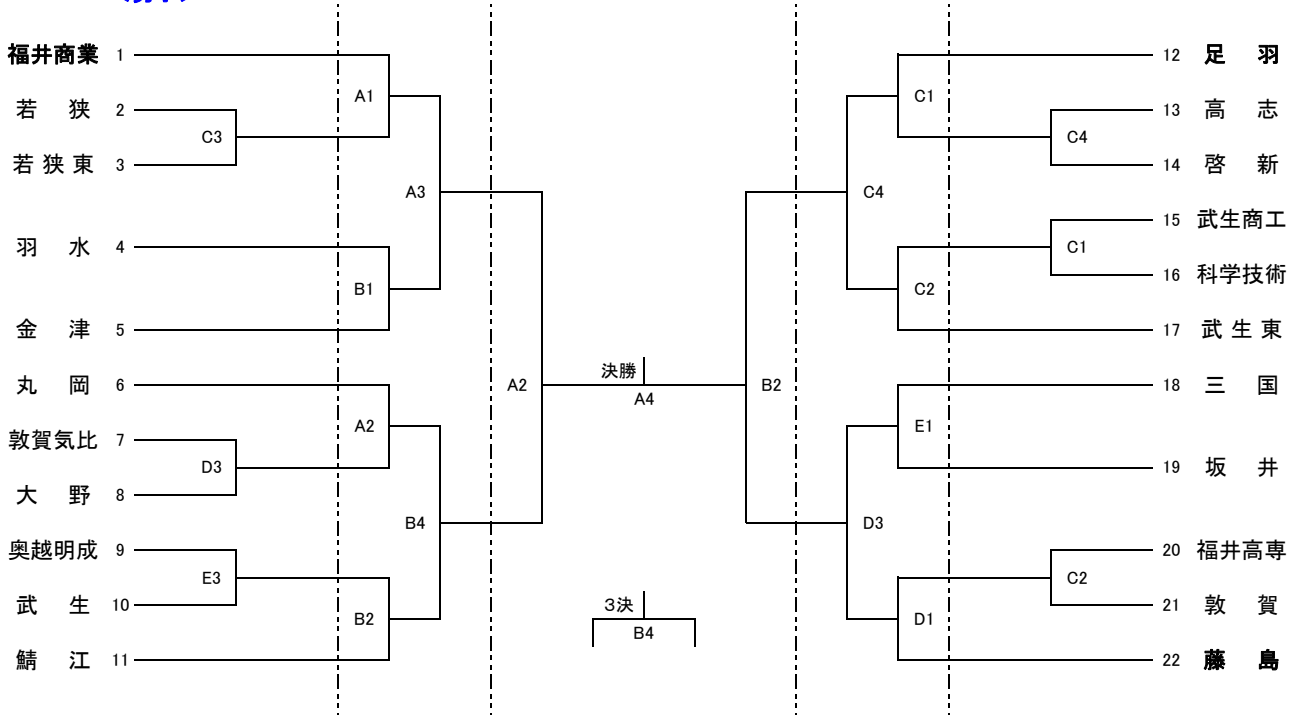 福井商業 1
若 狭 2
若狭東 3
羽 水 4
金 津 5
丸 岡 6
敦賀気比 7
大 野 8
奥越明成 9
武 生 10
鯖 江 11
C3
D3
E3
A1
B1
A2
B2
A3
B4
A2
決勝
A4
3決
B4
B2
C4
D3
C1
C2
E1
D1
C4
C1
C2
12 足 羽
13 高 志
14 啓 新
15 武生商工
16 科学技術
17 武生東
18 三 国
19 坂 井
20 福井高専
21 敦 賀
22 藤 島